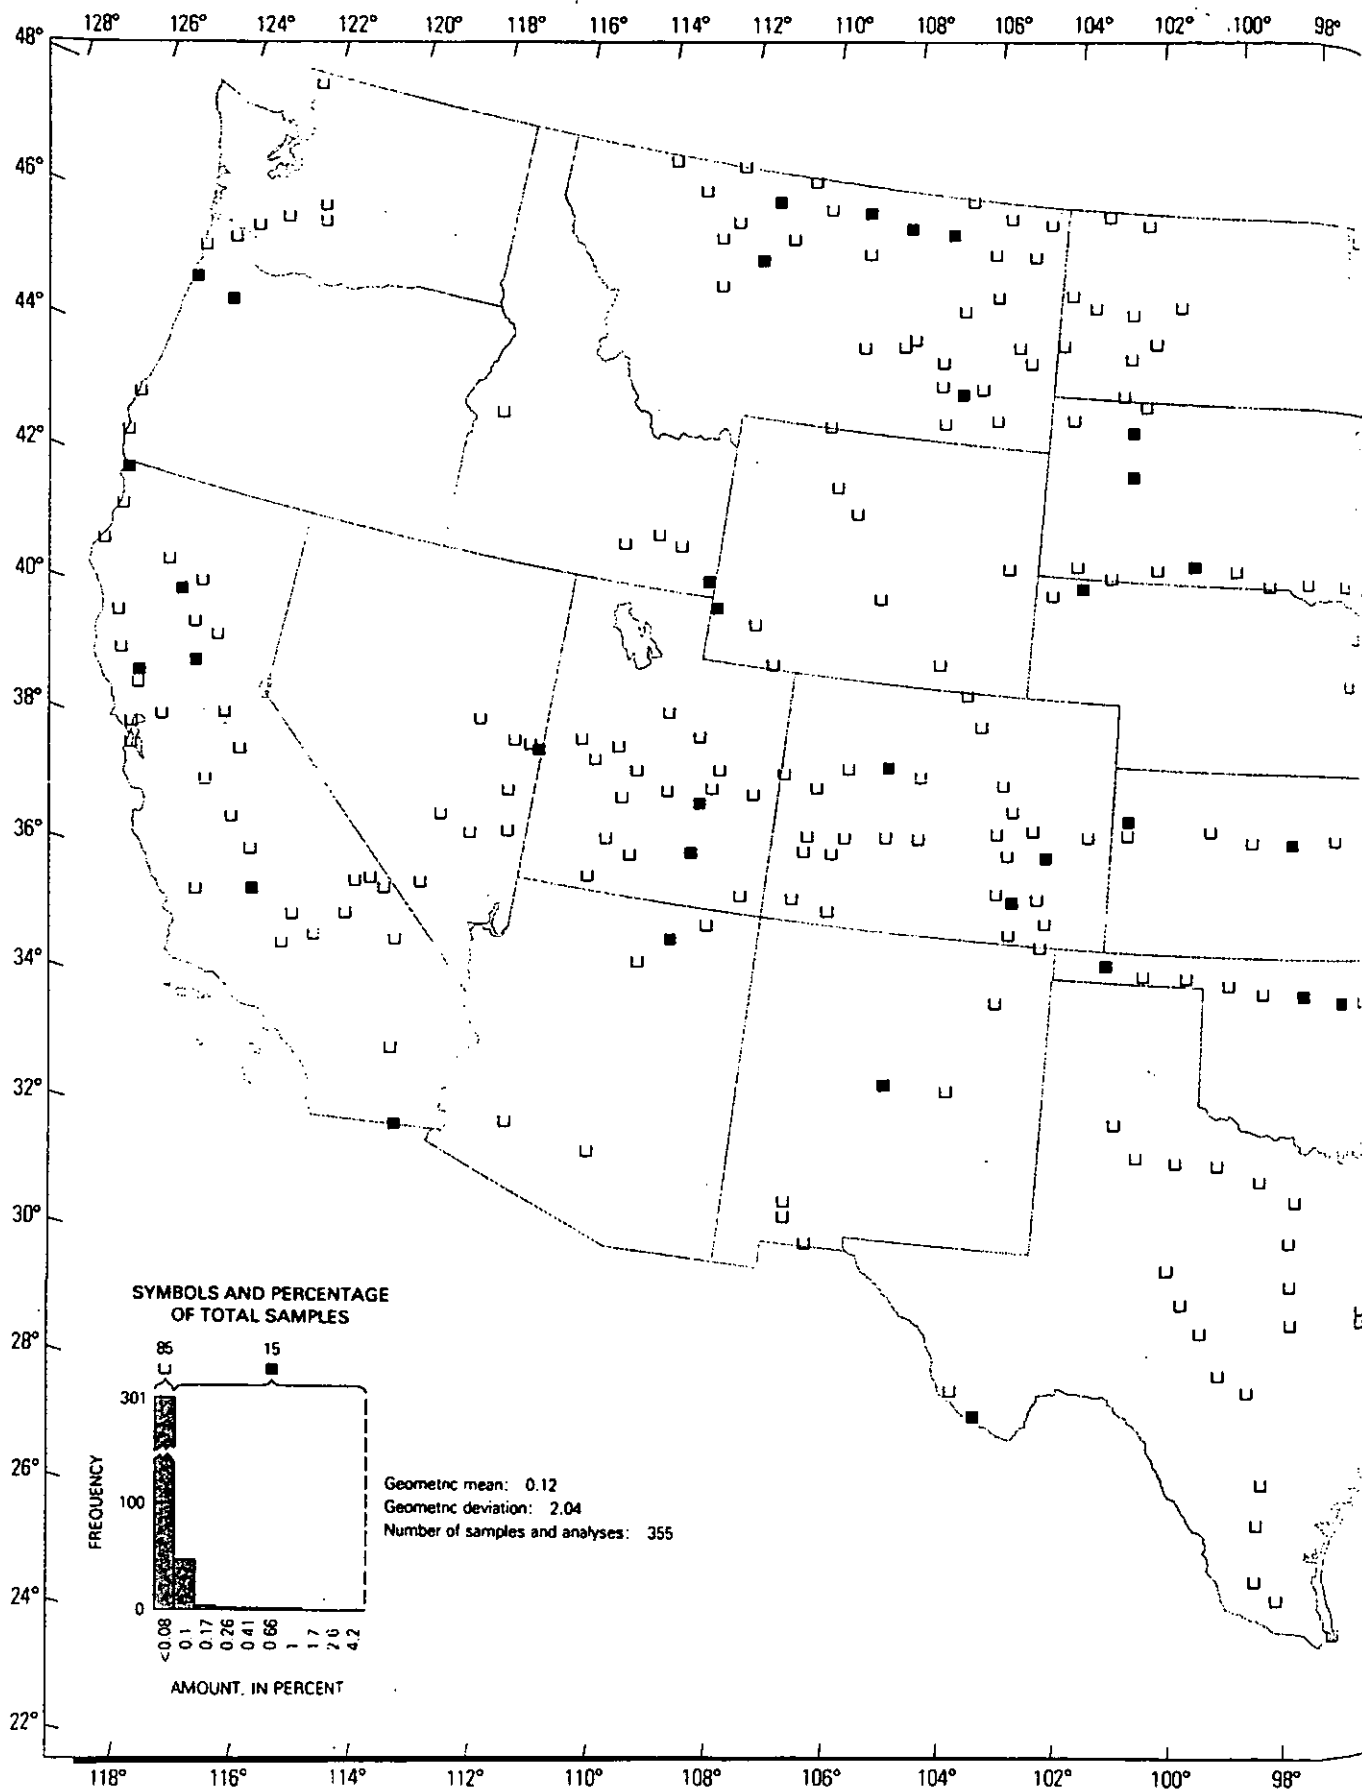 128° 126° 124° 122° 120° 118° 116° 114° 112° 110° 108° 106° 104° 102° 100° 98°
48°
46°
44°
42°
40°
38°
36°
34°
32°
30°
28°
26°
24°
22°
SYMBOLS AND PERCENTAGE
OF TOTAL SAMPLES
85 15
301
100
0
FREQUENCY
<0.08 0.1 0.17 0.26 0.41 0.66 1 1.7 2.6 4.2
AMOUNT, IN PERCENT
Geometric mean: 0.12
Geometric deviation: 2.04
Number of samples and analyses: 355
118° 116° 114° 112° 110° 108° 106° 104° 102° 100° 98°